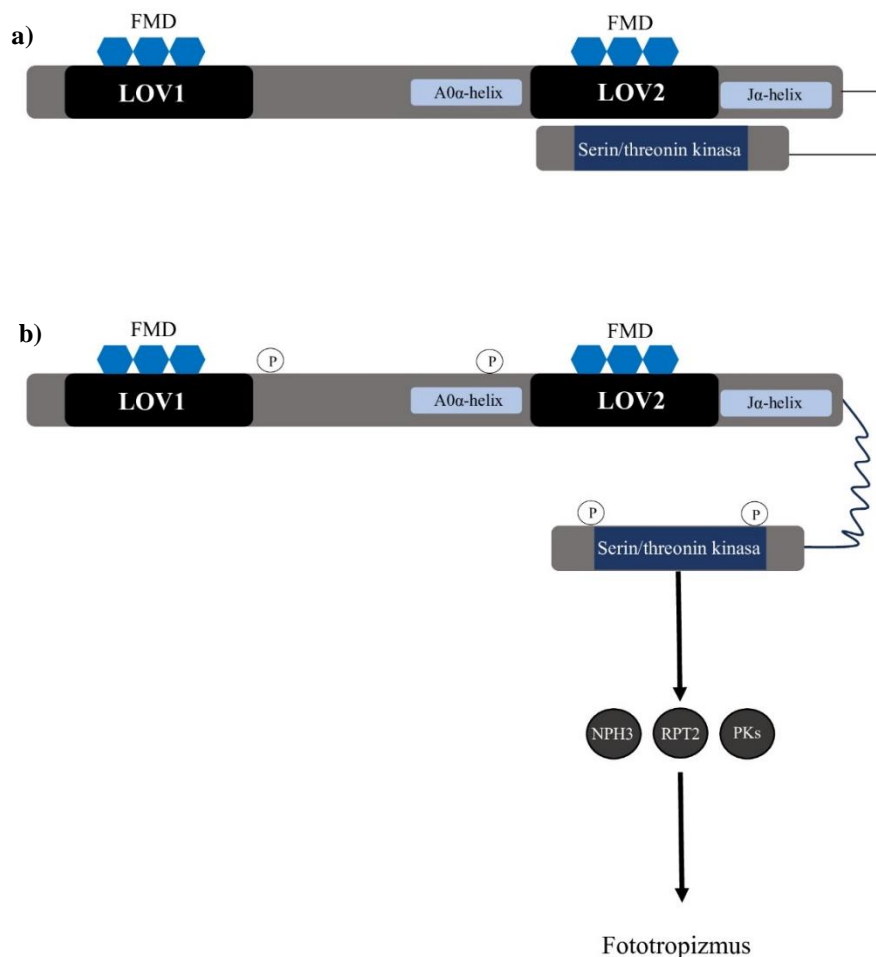 a)
FMD
FMD
LOV1
A0α-helix
LOV2
Jα-helix
Serin/threonin kinasa
b)
FMD
FMD
P
P
LOV1
A0α-helix
LOV2
Jα-helix
P
P
Serin/threonin kinasa
NPH3
RPT2
PKs
Fototropizmus